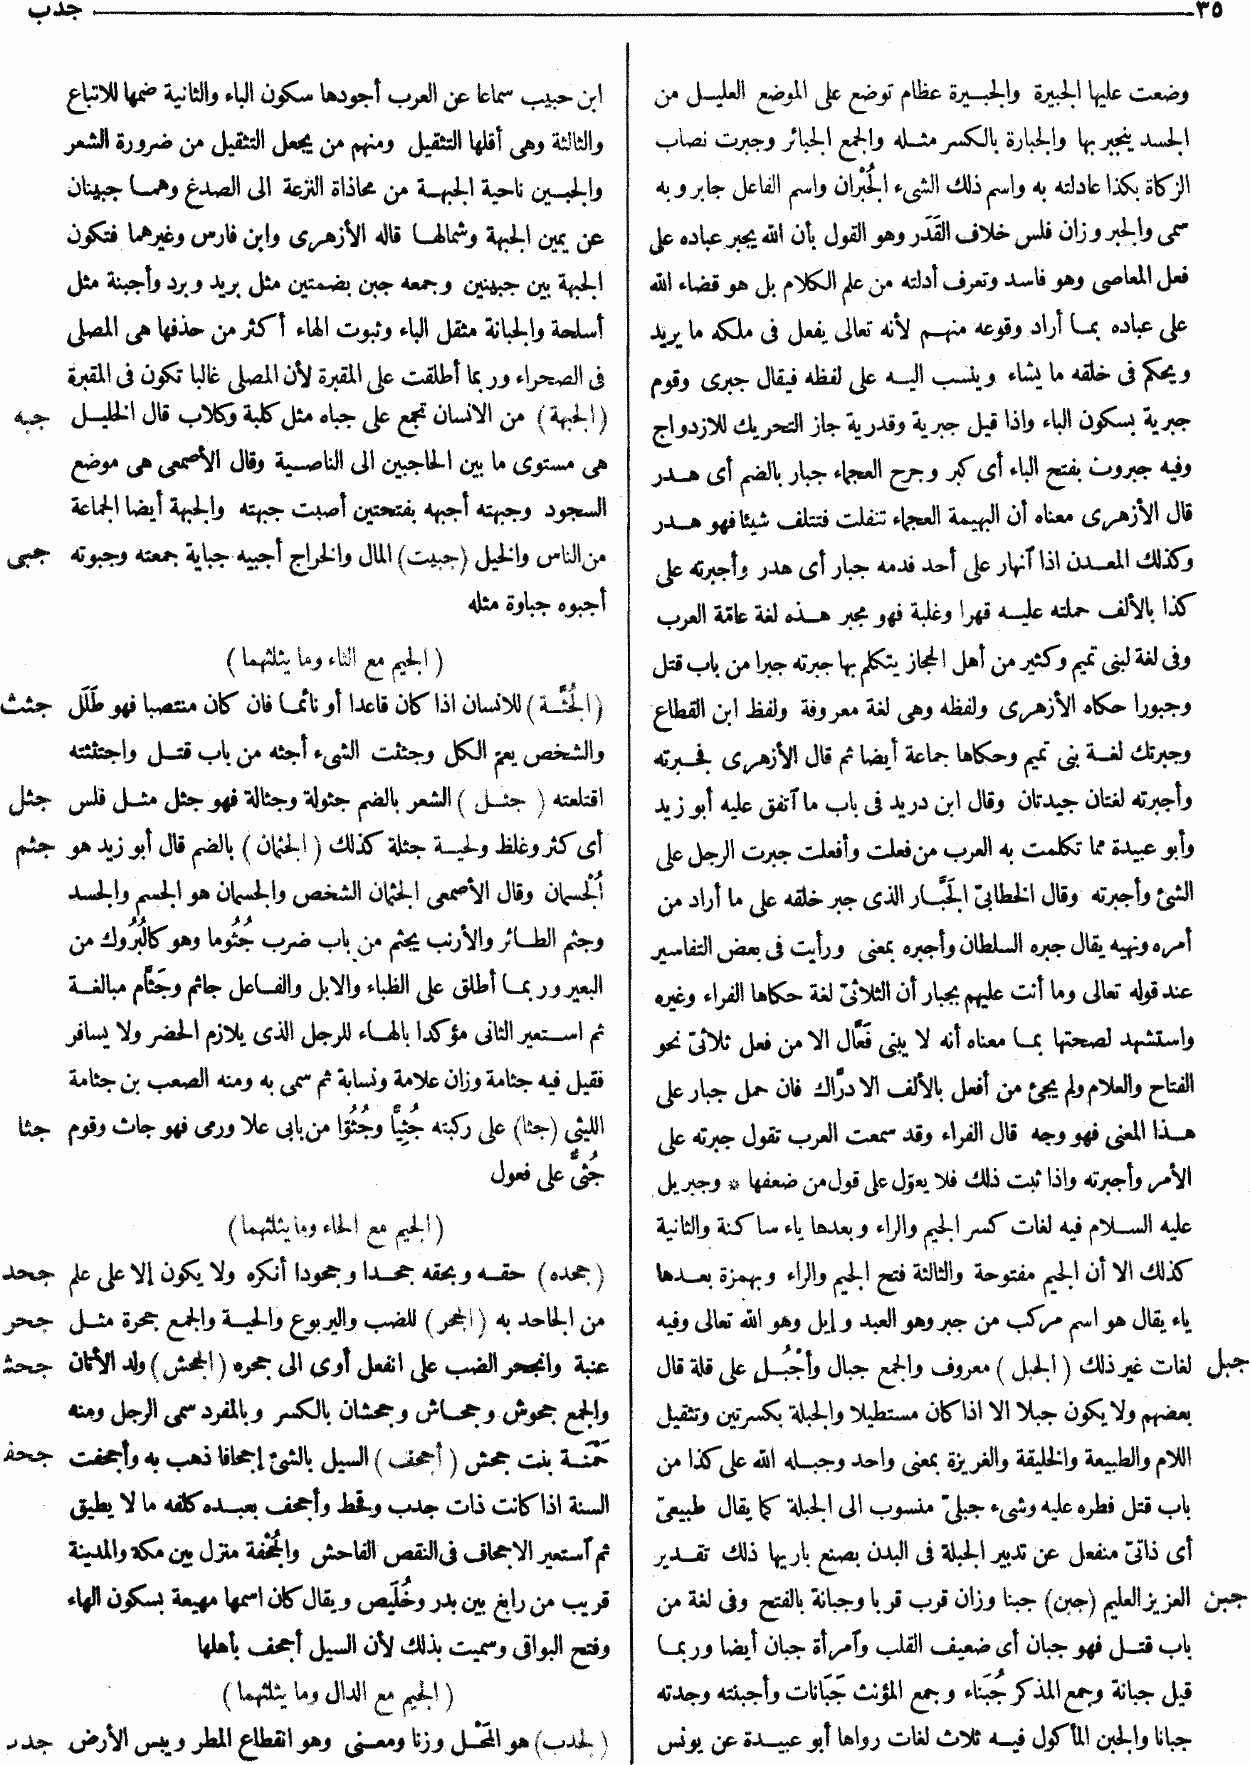 ٣٥
جدب
وضعت عليها الجبيرة والجبيرة عظام توضع على الموضع العليل من
الجسد ينجبر بها والجبارة بالكسر مثله والجمع الجبائر وجبرت نصاب
الزكاة بكذا عادلته به واسم ذلك الشىء الجُبْران واسم الفاعل جابر وبه
سمى والجبر وزان فلس خلاف القَدَر وهو القول بأن الله يجبر عباده على
فعل المعاصى وهو فاسد وتعرف أدلته من علم الكلام بل هو قضاء الله
على عباده بما أراد وقوعه منهم لأنه تعالى يفعل فى ملكه ما يريد
ويحكم فى خلقه ما يشاء وينسب اليه على لفظه فيقال جبرى وقوم
جبرية بسكون الباء واذا قيل جبرية وقدرية جاز التحريك للازدواج
وفيه جبروت بفتح الباء أى كبر وجرح العجماء جبار بالضم أى هدر
قال الأزهرى معناه أن البهيمة العجماء تنفلت فتتلف شيئا فهو هدر
وكذلك المعدن اذا آنهار على أحد فدمه جبار أى هدر وأجبرته على
كذا بالألف حملته عليه قهرا وغلبة فهو مجبر هذه لغة عامّة العرب
وفى لغة لبنى تميم وكثير من أهل الحجاز يتكلم بها جبرته جبرا من باب قتل
وجبورا حكاه الأزهرى ولفظه وهى لغة معروفة ولفظ ابن القطاع
وجبرتك لغة بنى تميم وحكاها جماعة أيضا ثم قال الأزهرى فجبرته
وأجبرته لغتان جيدتان وقال ابن دريد فى باب ما آتفق عليه أبو زيد
وأبو عبيدة مما تكلمت به العرب من فعلت وأفعلت جبرت الرجل على
الشئ وأجبرته وقال الخطابىّ الجَبَّار الذى جبر خلقه على ما أراد من
أمره ونهيه يقال جبره السلطان وأجبره بمعنى ورأيت فى بعض التفاسير
عند قوله تعالى وما أنت عليهم بجبار أن الثلاثىّ لغة حكاها الفراء وغيره
واستشهد لصحتها بما معناه أنه لا يبنى فَعَّال الا من فعل ثلاثىّ نحو
الفتاح والعلام ولم يجئ من أفعل بالألف الا درَّاك فان حمل جبار على
هذا المعنى فهو وجه قال الفراء وقد سمعت العرب تقول جبرته على
الأمر وأجبرته واذا ثبت ذلك فلا يعوّل على قول من ضعفها * وجبريل
عليه السلام فيه لغات كسر الجيم والراء وبعدها ياء ساكنة والثانية
كذلك الا أن الجيم مفتوحة والثالثة فتح الجيم والراء وبهمزة بعدها
ياء يقال هو اسم مركب من جبر وهو العبد وإيل وهو الله تعالى وفيه
جبل لغات غير ذلك (الجبل) معروف والجمع جبال وأجْبُل على قلة قال
بعضهم ولا يكون جبلا الا اذا كان مستطيلا والجبلة بكسرتين وتثقيل
اللام والطبيعة والخليقة والغريزة بمعنى واحد وجبله الله على كذا من
باب قتل فطره عليه وشىء جبلىّ منسوب الى الجبلة كما يقال طبيعىّ
أى ذاتىّ منفعل عن تدبير الجبلة فى البدن بصنع باريها ذلك تقدير
جبن العزيز العليم (جبن) جبنا وزان قرب قربا وجبانة بالفتح وفى لغة من
باب قتل فهو جبان أى ضعيف القلب وآمرأة جبان أيضا وربما
قيل جبانة وجمع المذكر جُبَناء وجمع المؤنث جَبَانات وأجبنته وجدته
جبانا والجبن المأكول فيه ثلاث لغات رواها أبو عبيدة عن يونس
ابن حبيب سماعا عن العرب أجودها سكون الباء والثانية ضمها للاتباع
والثالثة وهى أقلها التثقيل ومنهم من يجعل التثقيل من ضرورة الشعر
والجبين ناحية الجبهة من محاذاة النزعة الى الصدغ وهما جبينان
عن يمين الجبهة وشمالها قاله الأزهرى وابن فارس وغيرهما فتكون
الجبهة بين جبينين وجمعه جبن بضمتين مثل بريد وبرد وأجبنة مثل
أسلحة والجبانة مثقل الباء وثبوت الهاء أكثر من حذفها هى المصلى
فى الصحراء وربما أطلقت على المقبرة لأن المصلى غالبا تكون فى المقبرة
(الجبهة) من الانسان تجمع على جباه مثل كلبة وكلاب قال الخليل جبه
هى مستوى ما بين الحاجبين الى الناصية وقال الأصمعى هى موضع
السجود وجبهته أجبهه بفتحتين أصبت جبهته والجبهة أيضا الجماعة
من الناس والخيل (جبيت) المال والخراج أجبيه جباية جمعته وجبوته جبى
أجبوه جباوة مثله
(الجيم مع الثاء وما يثلثهما)
(الجُثَّة) للانسان اذا كان قاعدا أو نائما فان كان منتصبا فهو طَلَل جثث
والشخص يعمّ الكل وجثثت الشىء أجثه من باب قتل واجتثثته
اقتلعته (جثل) الشعر بالضم جثولة وجثالة فهو جثل مثل فلس جثل
أى كثر وغلظ ولحية جثلة كذلك (الجثمان) بالضم قال أبو زيد هو جثم
اُلْجسمان وقال الأصمعى الجثمان الشخص والجسمان هو الجسم والجسد
وجثم الطائر والأرنب يجثم من باب ضرب جُثُوما وهو كالبُرُوك من
البعير وربما أطلق على الظباء والابل والفاعل جاثم وجَثَّام مبالغة
ثم استعير الثانى مؤكدا بالهاء للرجل الذى يلازم الحضر ولا يسافر
فقيل فيه جثامة وزان علامة ونسابة ثم سمى به ومنه الصعب بن جثامة
الليثى (جثا) على ركبته جُثِيًّا وجُثُوّا من بابى علا ورمى فهو جاث وقوم جثا
جُثِىٌّ على فعول
(الجيم مع الحاء وما يثلثهما)
(جحده) حقه وبحقه جحدا وجحودا أنكره ولا يكون إلا على علم جحد
من الجاحد به (الجحر) للضب واليربوع والحية والجمع جحرة مثل جحر
عنبة وانجحر الضب على انفعل أوى الى جحره (الجحش) ولد الأتان جحش
والجمع جحوش وجحاش وجحشان بالكسر وبالمفرد سمى الرجل ومنه
حَمْنَة بنت جحش (أجحف) السيل بالشئ إجحافا ذهب به وأجحفت جحف
السنة اذا كانت ذات جدب وقحط وأجحف بعبده كلفه ما لا يطيق
ثم آستعير الاجحاف فى النقص الفاحش والجُحْفة منزل بين مكة والمدينة
قريب من رابغ بين بدر وخُلَيص ويقال كان اسمها مهيعة بسكون الهاء
وفتح البواقى وسميت بذلك لأن السيل أجحف بأهلها
(الجيم مع الدال وما يثلثهما)
(الجدب) هو المَحْل وزنا ومعنى وهو انقطاع المطر ويبس الأرض جدب